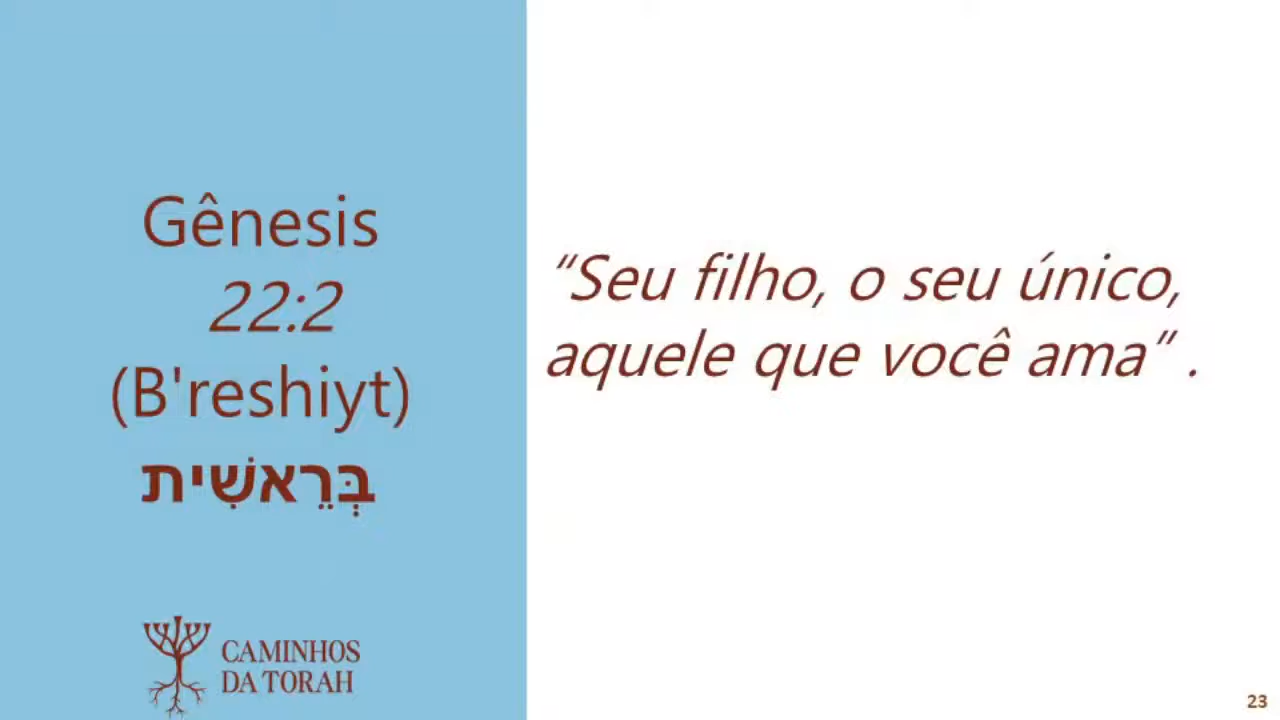 Gênesis
22:2
(B'reshiyt)
בְּרֵאשִׁית
CAMINHOS
DA TORAH
“Seu filho, o seu único,
aquele que você ama” .
23